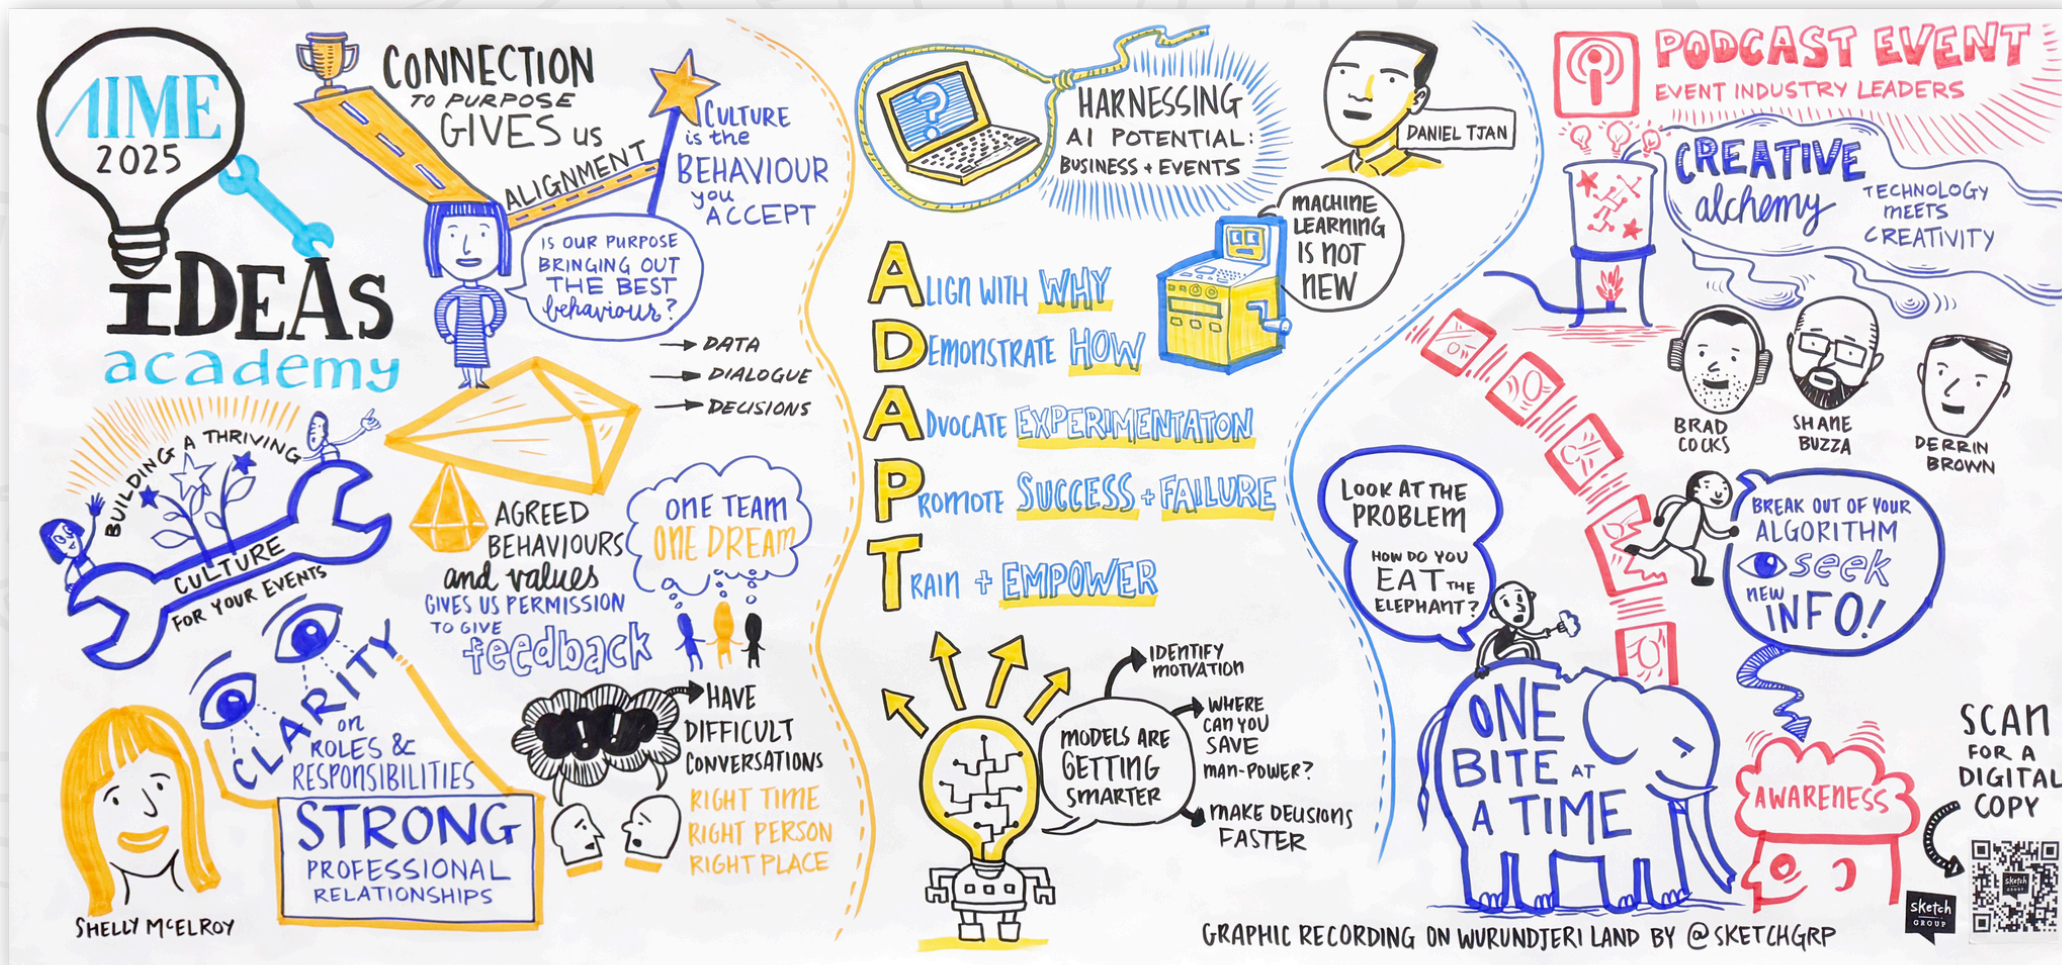 AIME
2025
IDEAS
academy
CONNECTION
TO PURPOSE
GIVES US
ALIGNMENT
CULTURE
is the
BEHAVIOUR
you
ACCEPT
IS OUR PURPOSE
BRINGING OUT
THE BEST
behaviour?
DATA
DIALOGUE
DECISIONS
BUILDING A THRIVING
CULTURE
FOR YOUR EVENTS
AGREED
BEHAVIOURS
and values
GIVES US PERMISSION
TO GIVE
feedback
ONE TEAM
ONE DREAM
CLARITY
on
ROLES &
RESPONSIBILITIES
STRONG
PROFESSIONAL
RELATIONSHIPS
SHELLY McELROY
!!
HAVE
DIFFICULT
CONVERSATIONS
RIGHT TIME
RIGHT PERSON
RIGHT PLACE
?
HARNESSING
AI POTENTIAL:
BUSINESS + EVENTS
DANIEL TJAN
MACHINE
LEARNING
IS NOT
NEW
ALIGN WITH WHY
DEMONSTRATE HOW
ADVOCATE EXPERIMENTATON
PROMOTE SUCCESS + FAILURE
TRAIN + EMPOWER
MODELS ARE
GETTING
SMARTER
IDENTIFY
MOTIVATION
WHERE
CAN YOU
SAVE
MAN-POWER?
MAKE DECISIONS
FASTER
PODCAST EVENT
EVENT INDUSTRY LEADERS
CREATIVE
alchemy
TECHNOLOGY
MEETS
CREATIVITY
BRAD
COCKS
SHANE
BUZZA
DERRIN
BROWN
LOOK AT THE
PROBLEM
HOW DO YOU
EAT THE
ELEPHANT?
ONE
BITE AT
A TIME
BREAK OUT OF YOUR
ALGORITHM
seek
NEW
INFO!
AWARENESS
SCAN
FOR A
DIGITAL
COPY
sketch
GROUP
sketch
GROUP
GRAPHIC RECORDING ON WURUNDJERI LAND BY @SKETCHGRP